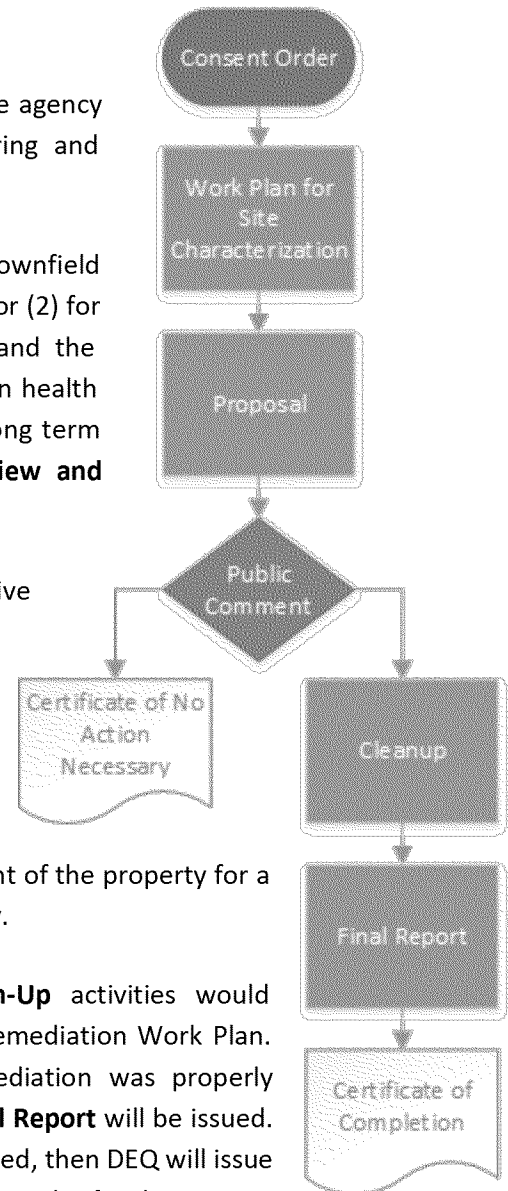 Consent Order
e agency
ing and
Work Plan for
Site
Characterization
ownfield
or (2) for
and the
n health
ong term
iew and
Proposal
Public
Comment
ive
Certificate of No
Action
Necessary
Cleanup
nt of the property for a
.
Final Report
n-Up activities would
emediation Work Plan.
ediation was properly
l Report will be issued.
ed, then DEQ will issue
Certificate of
Completion